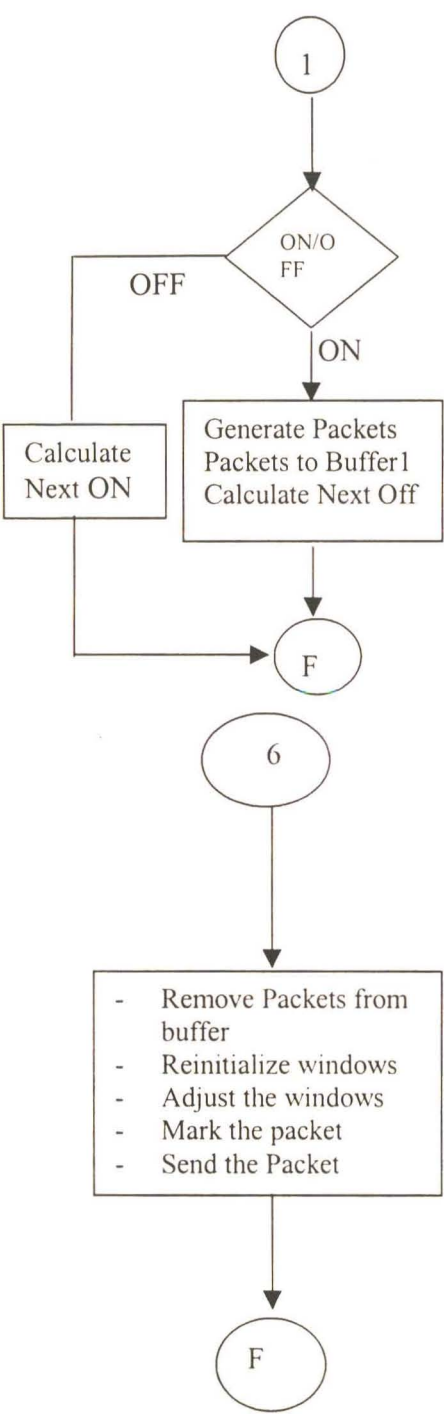 1
ON/O
FF
OFF
ON
Calculate
Next ON
Generate Packets
Packets to Buffer1
Calculate Next Off
F
6
- Remove Packets from
buffer
- Reinitialize windows
- Adjust the windows
- Mark the packet
- Send the Packet
F